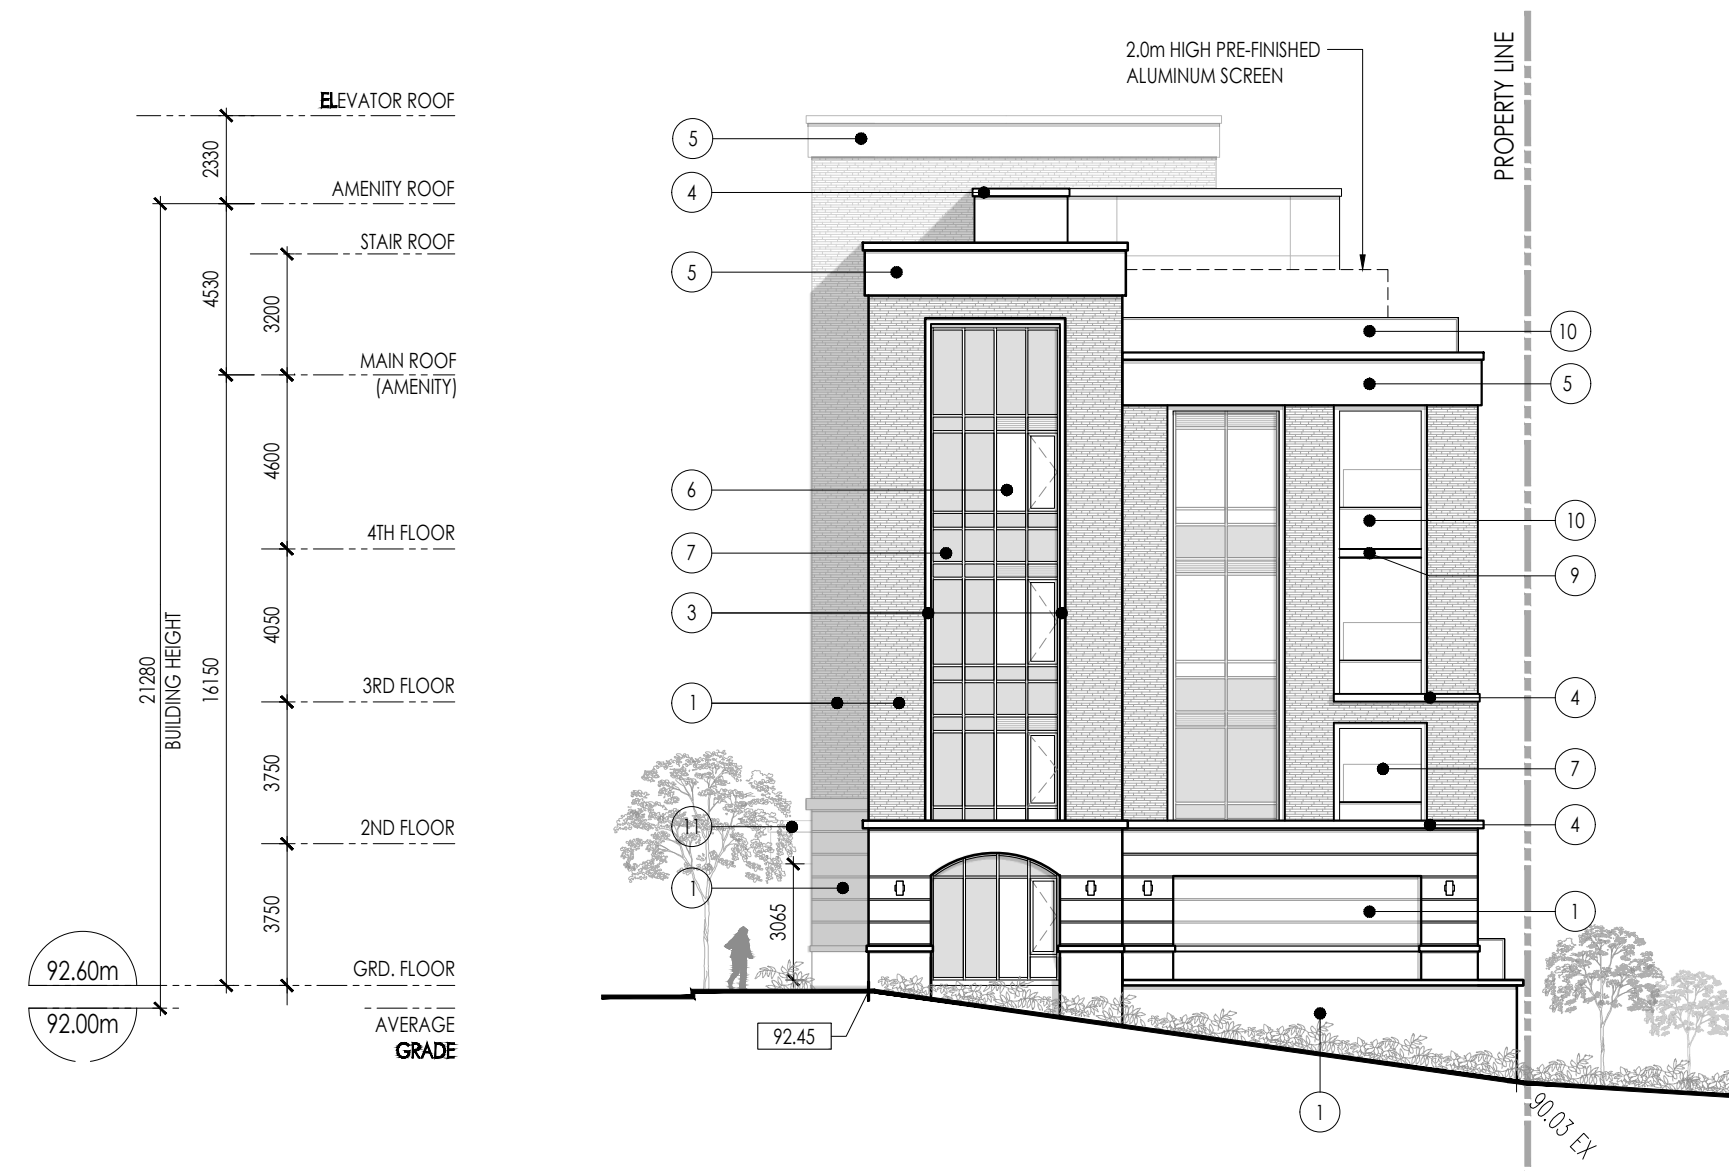 2.0m HIGH PRE-FINISHED
ALUMINUM SCREEN
PROPERTY LINE
ELEVATOR ROOF
2330
AMENITY ROOF
STAIR ROOF
4530
3200
MAIN ROOF
(AMENITY)
4600
4TH FLOOR
4050
21280
BUILDING HEIGHT
16150
3RD FLOOR
3750
2ND FLOOR
3750
GRD. FLOOR
92.60m
92.00m
AVERAGE
GRADE
5
4
5
6
7
3
1
11
1
3065
92.45
10
5
10
9
4
7
4
1
1
90.03 EX